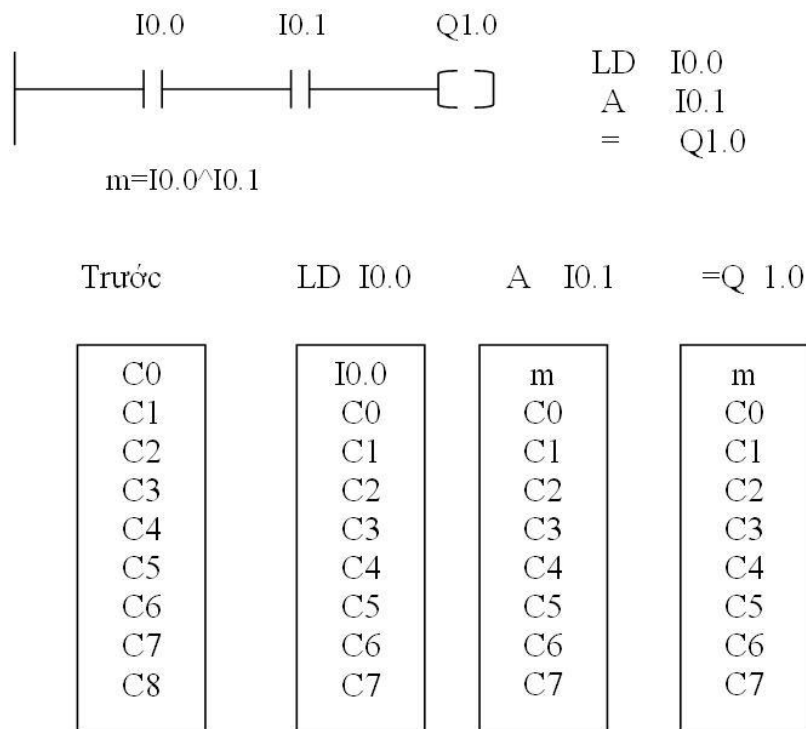 I0.0 I0.1 Q1.0
LD I0.0
A I0.1
= Q1.0
m=I0.0^I0.1
Trước LD I0.0 A I0.1 =Q 1.0
C0 I0.0 m m
C1 C0 C0 C0
C2 C1 C1 C1
C3 C2 C2 C2
C4 C3 C3 C3
C5 C4 C4 C4
C6 C5 C5 C5
C7 C6 C6 C6
C8 C7 C7 C7